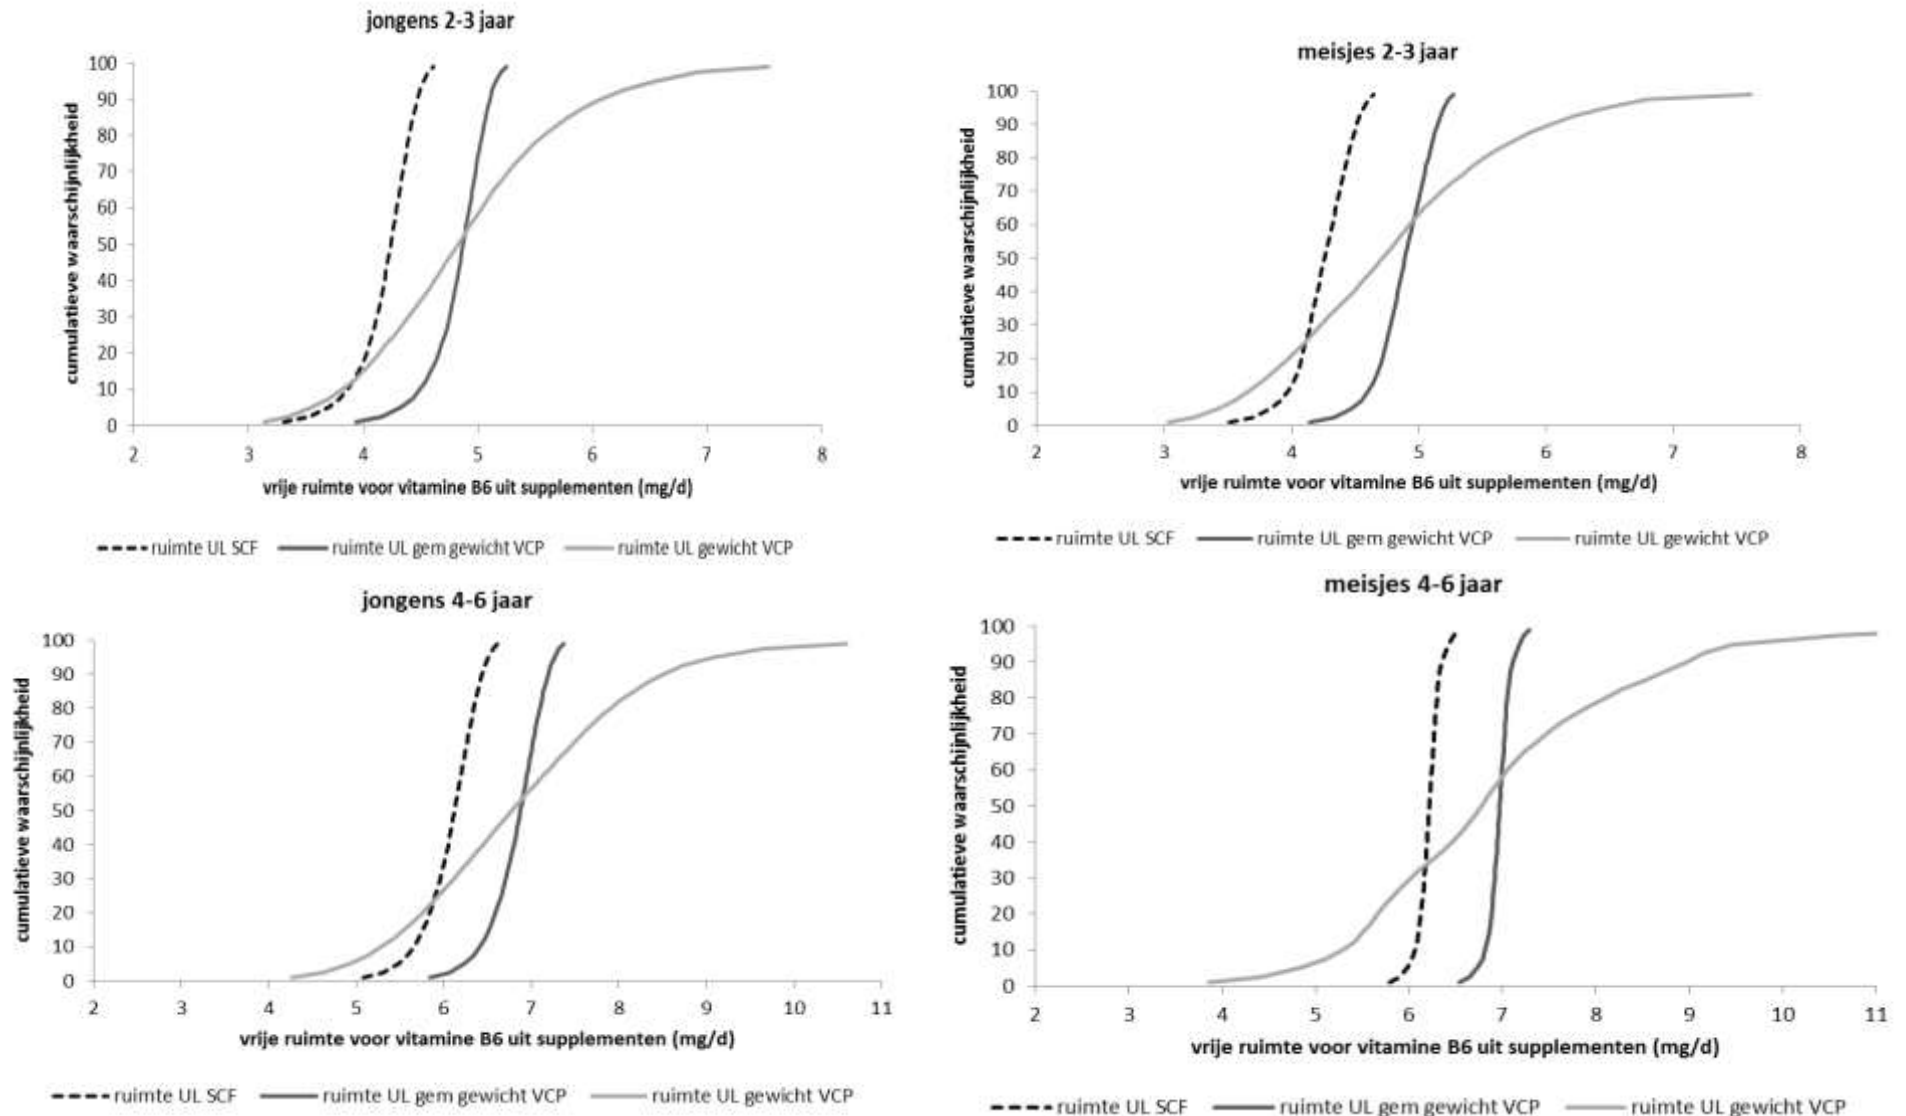 jongens 2-3 jaar
cumulatieve waarschijnlijkheid
100
90
80
70
60
50
40
30
20
10
0
2 3 4 5 6 7 8
vrije ruimte voor vitamine B6 uit supplementen (mg/d)
ruimte UL SCF ruimte UL gem gewicht VCP ruimte UL gewicht VCP
meisjes 2-3 jaar
cumulatieve waarschijnlijkheid
100
90
80
70
60
50
40
30
20
10
0
2 3 4 5 6 7 8
vrije ruimte voor vitamine B6 uit supplementen (mg/d)
ruimte UL SCF ruimte UL gem gewicht VCP ruimte UL gewicht VCP
jongens 4-6 jaar
cumulatieve waarschijnlijkheid
100
90
80
70
60
50
40
30
20
10
0
2 3 4 5 6 7 8 9 10 11
vrije ruimte voor vitamine B6 uit supplementen (mg/d)
ruimte UL SCF ruimte UL gem gewicht VCP ruimte UL gewicht VCP
meisjes 4-6 jaar
cumulatieve waarschijnlijkheid
100
90
80
70
60
50
40
30
20
10
0
2 3 4 5 6 7 8 9 10 11
vrije ruimte voor vitamine B6 uit supplementen (mg/d)
ruimte UL SCF ruimte UL gem gewicht VCP ruimte UL gewicht VCP